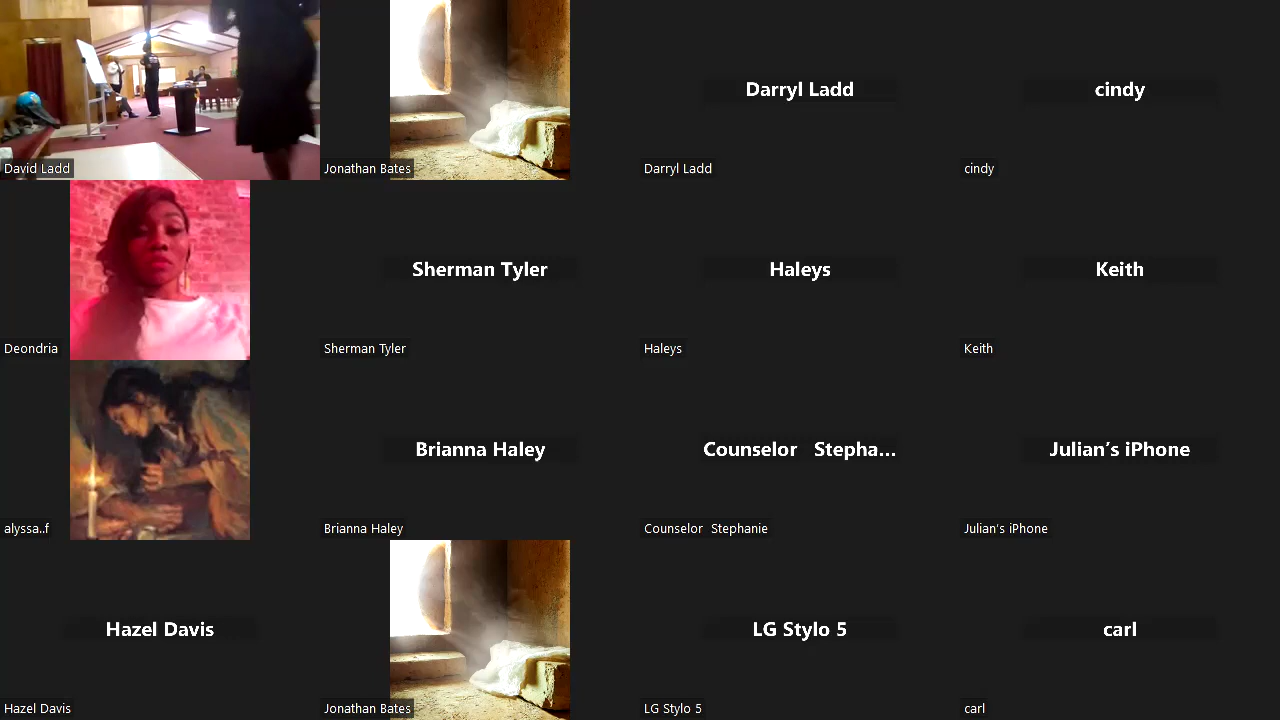 David Ladd
Jonathan Bates
Darryl Ladd
Darryl Ladd
cindy
cindy
Deondria
Sherman Tyler
Sherman Tyler
Haleys
Haleys
Keith
Keith
alyssa..f
Brianna Haley
Brianna Haley
Counselor Stepha...
Counselor Stephanie
Julian’s iPhone
Julian's iPhone
Hazel Davis
Hazel Davis
Jonathan Bates
LG Stylo 5
LG Stylo 5
carl
carl